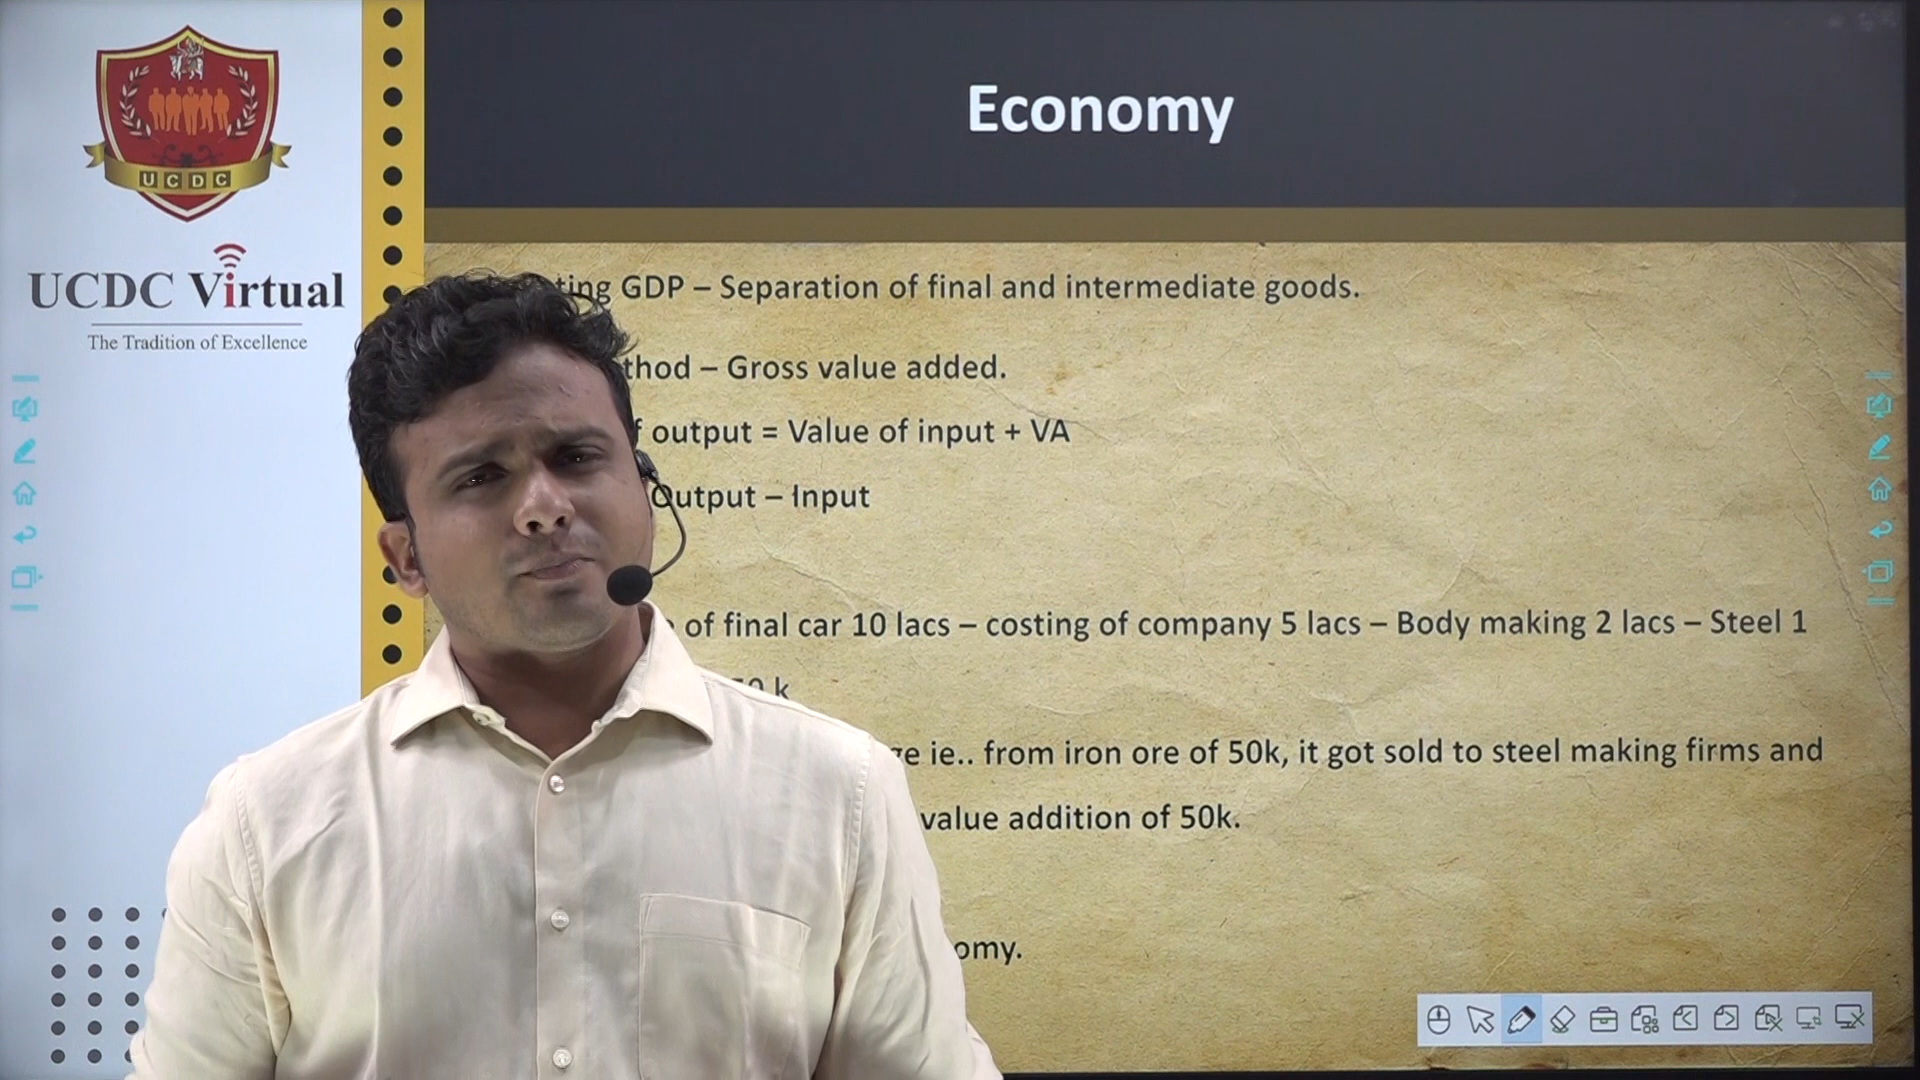 UCDC
UCDC Virtual
The Tradition of Excellence
Economy
GDP – Separation of final and intermediate goods.
– Gross value added.
output = Value of input + VA
Output – Input
of final car 10 lacs – costing of company 5 lacs – Body making 2 lacs – Steel 1
k
ie.. from iron ore of 50k, it got sold to steel making firms and
value addition of 50k.